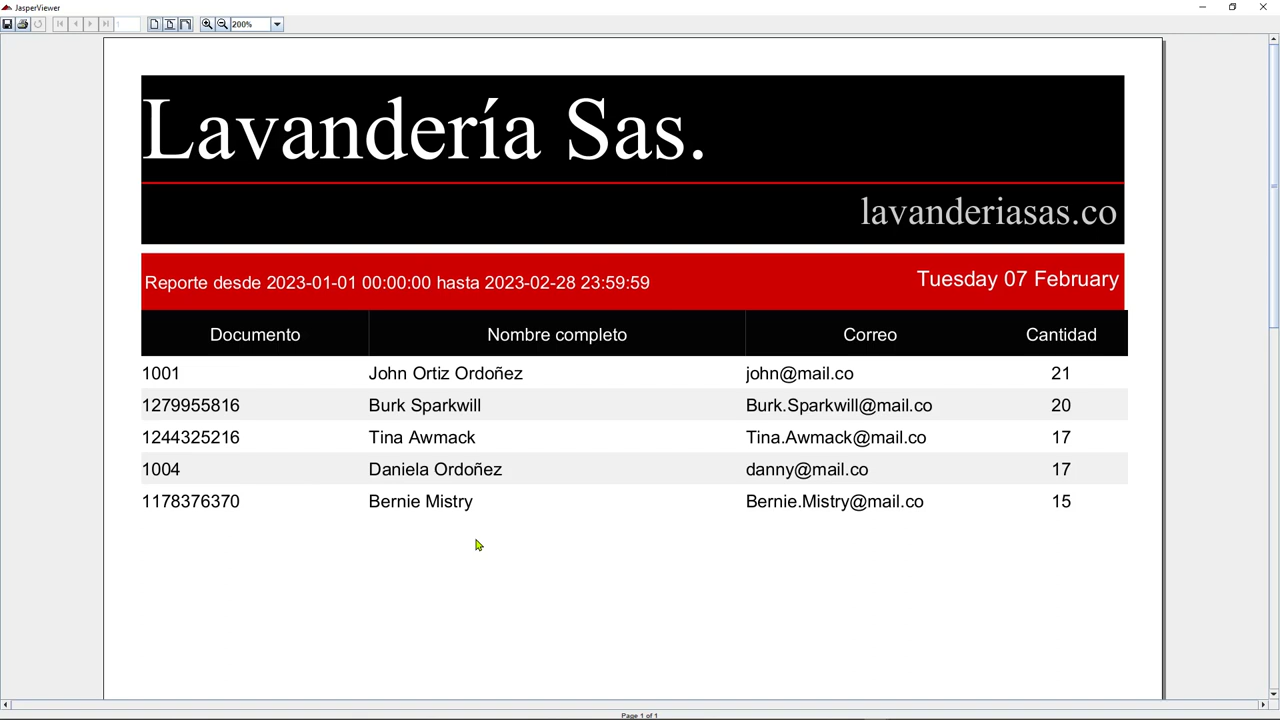 JasperViewer
1
200%
Lavandería Sas.
lavanderiasas.co
Reporte desde 2023-01-01 00:00:00 hasta 2023-02-28 23:59:59
Tuesday 07 February
Documento Nombre completo Correo Cantidad
1001 John Ortiz Ordoñez john@mail.co 21
1279955816 Burk Sparkwill Burk.Sparkwill@mail.co 20
1244325216 Tina Awmack Tina.Awmack@mail.co 17
1004 Daniela Ordoñez danny@mail.co 17
1178376370 Bernie Mistry Bernie.Mistry@mail.co 15
Page 1 of 1